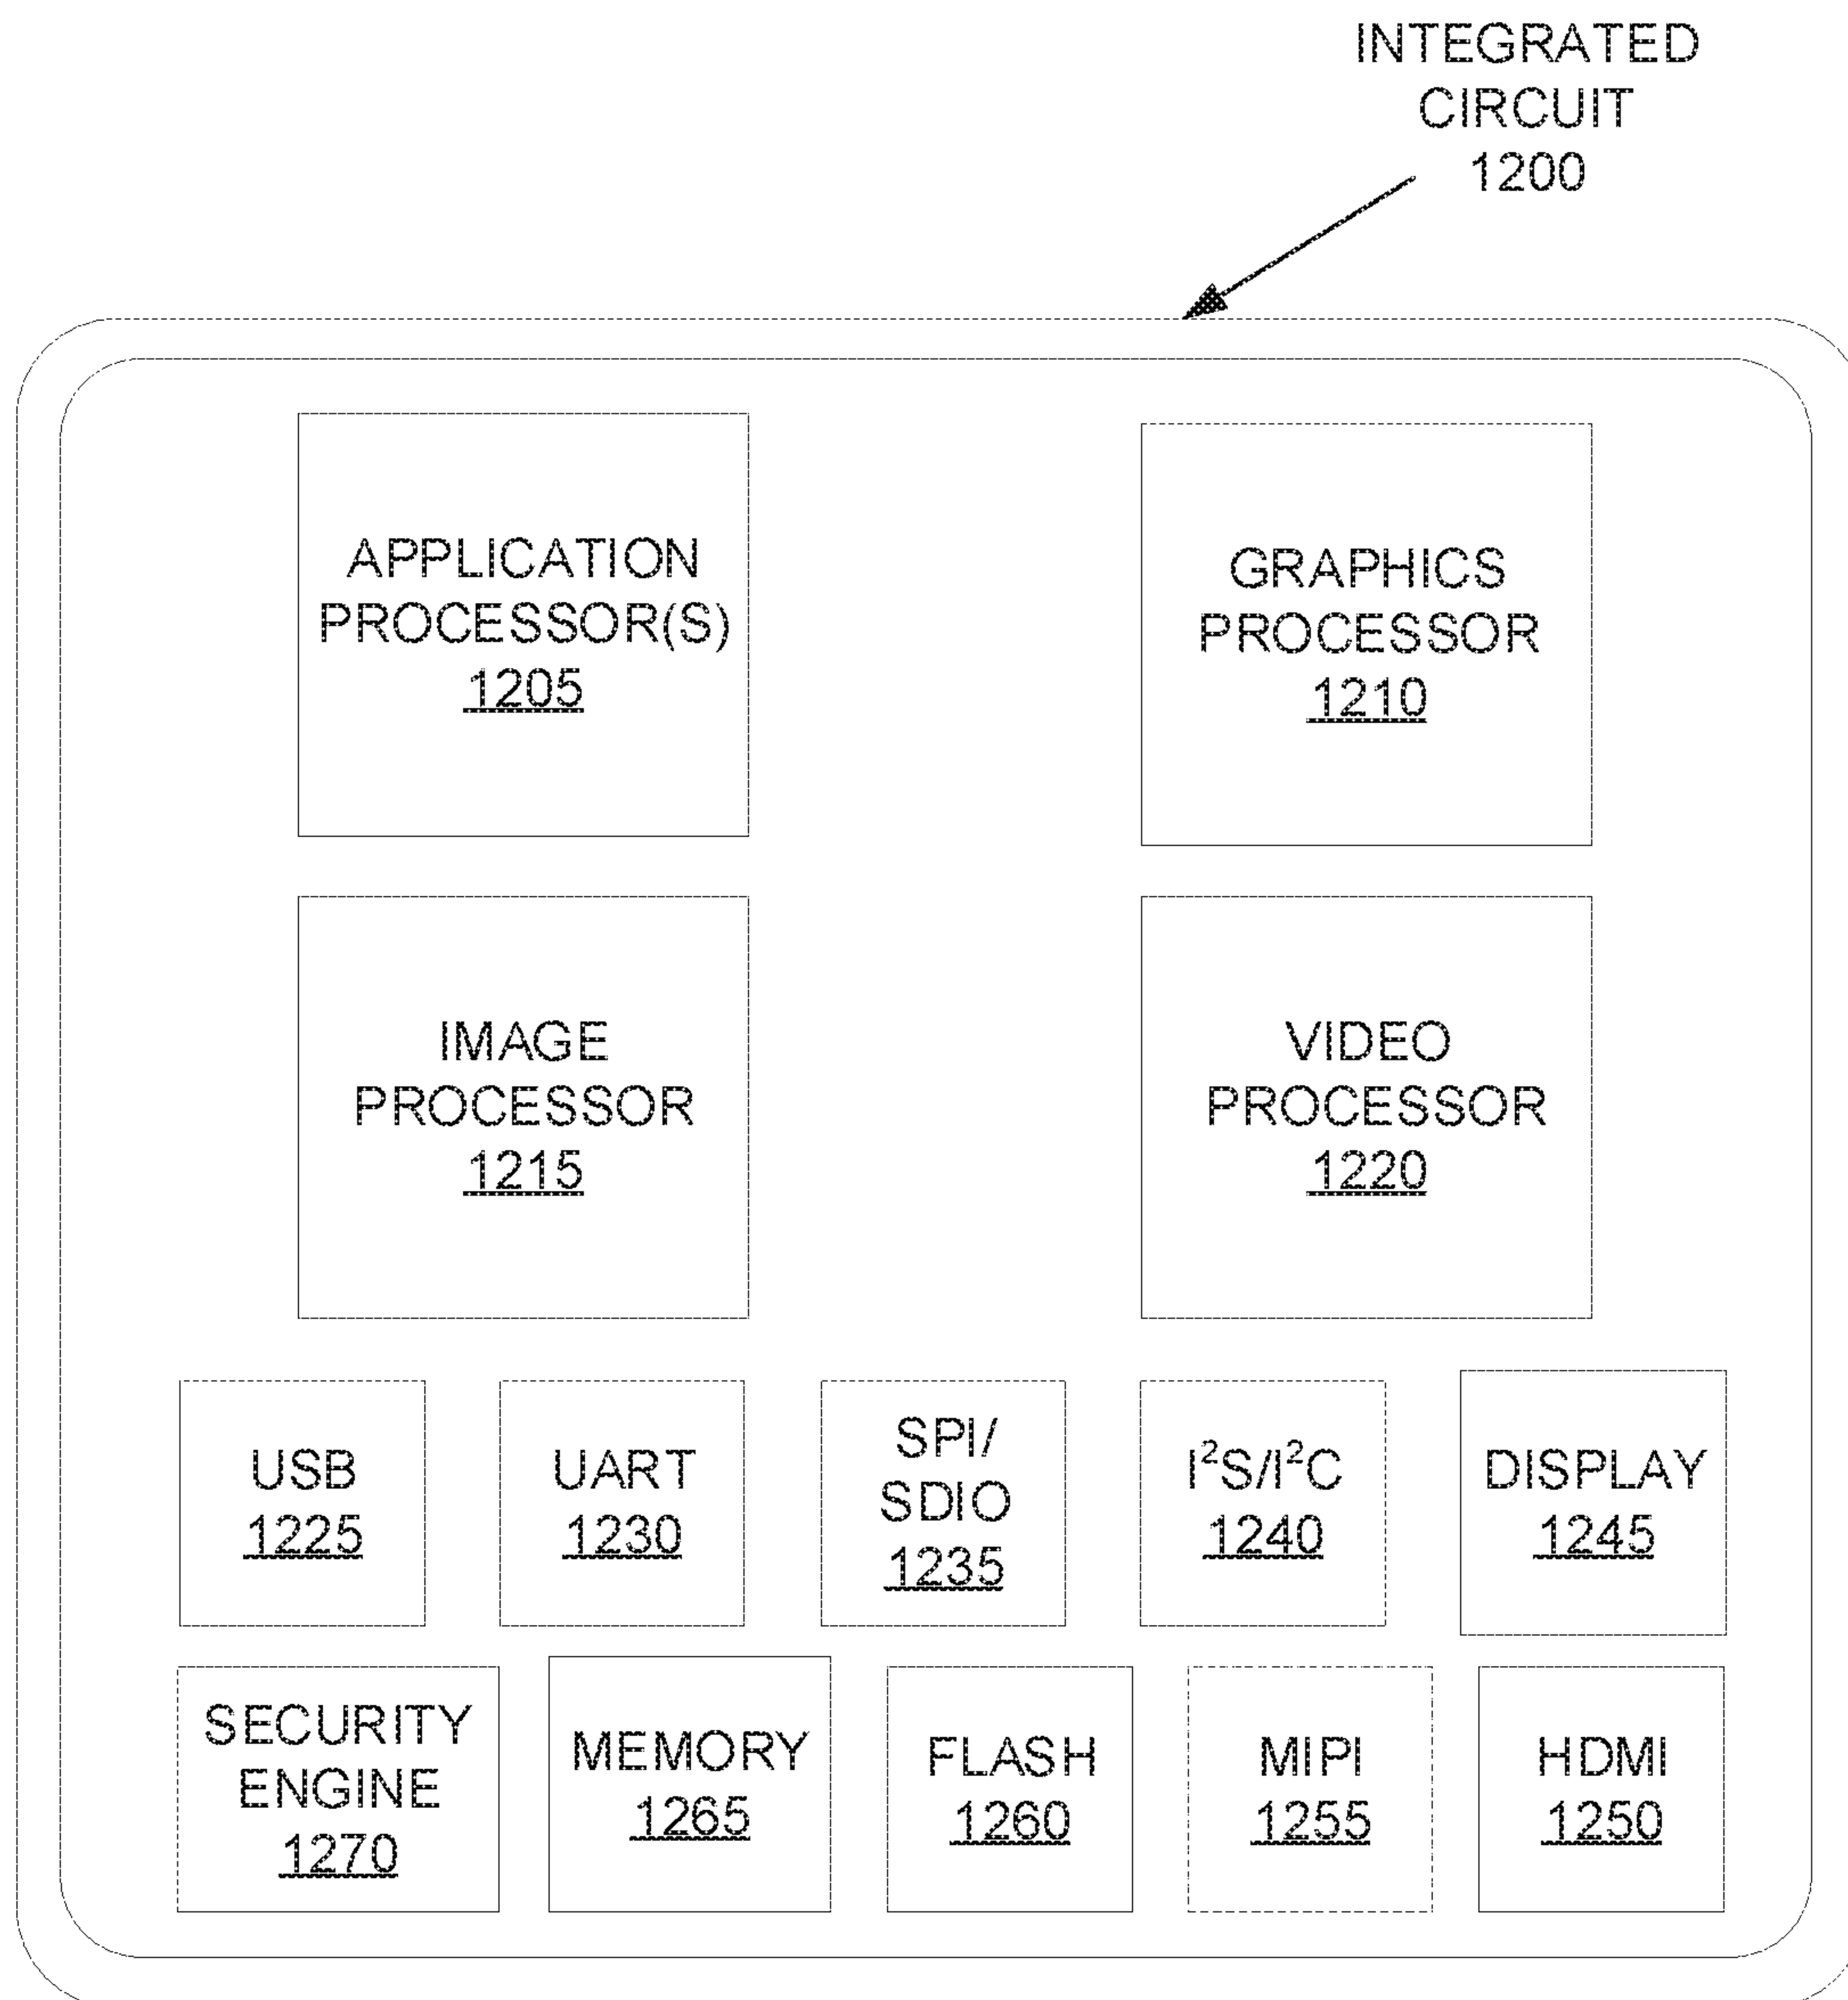 INTEGRATED
CIRCUIT
1200
APPLICATION
PROCESSOR(S)
1205
GRAPHICS
PROCESSOR
1210
IMAGE
PROCESSOR
1215
VIDEO
PROCESSOR
1220
USB
1225
UART
1230
SPI/
SDIO
1235
I²S/I²C
1240
DISPLAY
1245
SECURITY
ENGINE
1270
MEMORY
1265
FLASH
1260
MIPI
1255
HDMI
1250